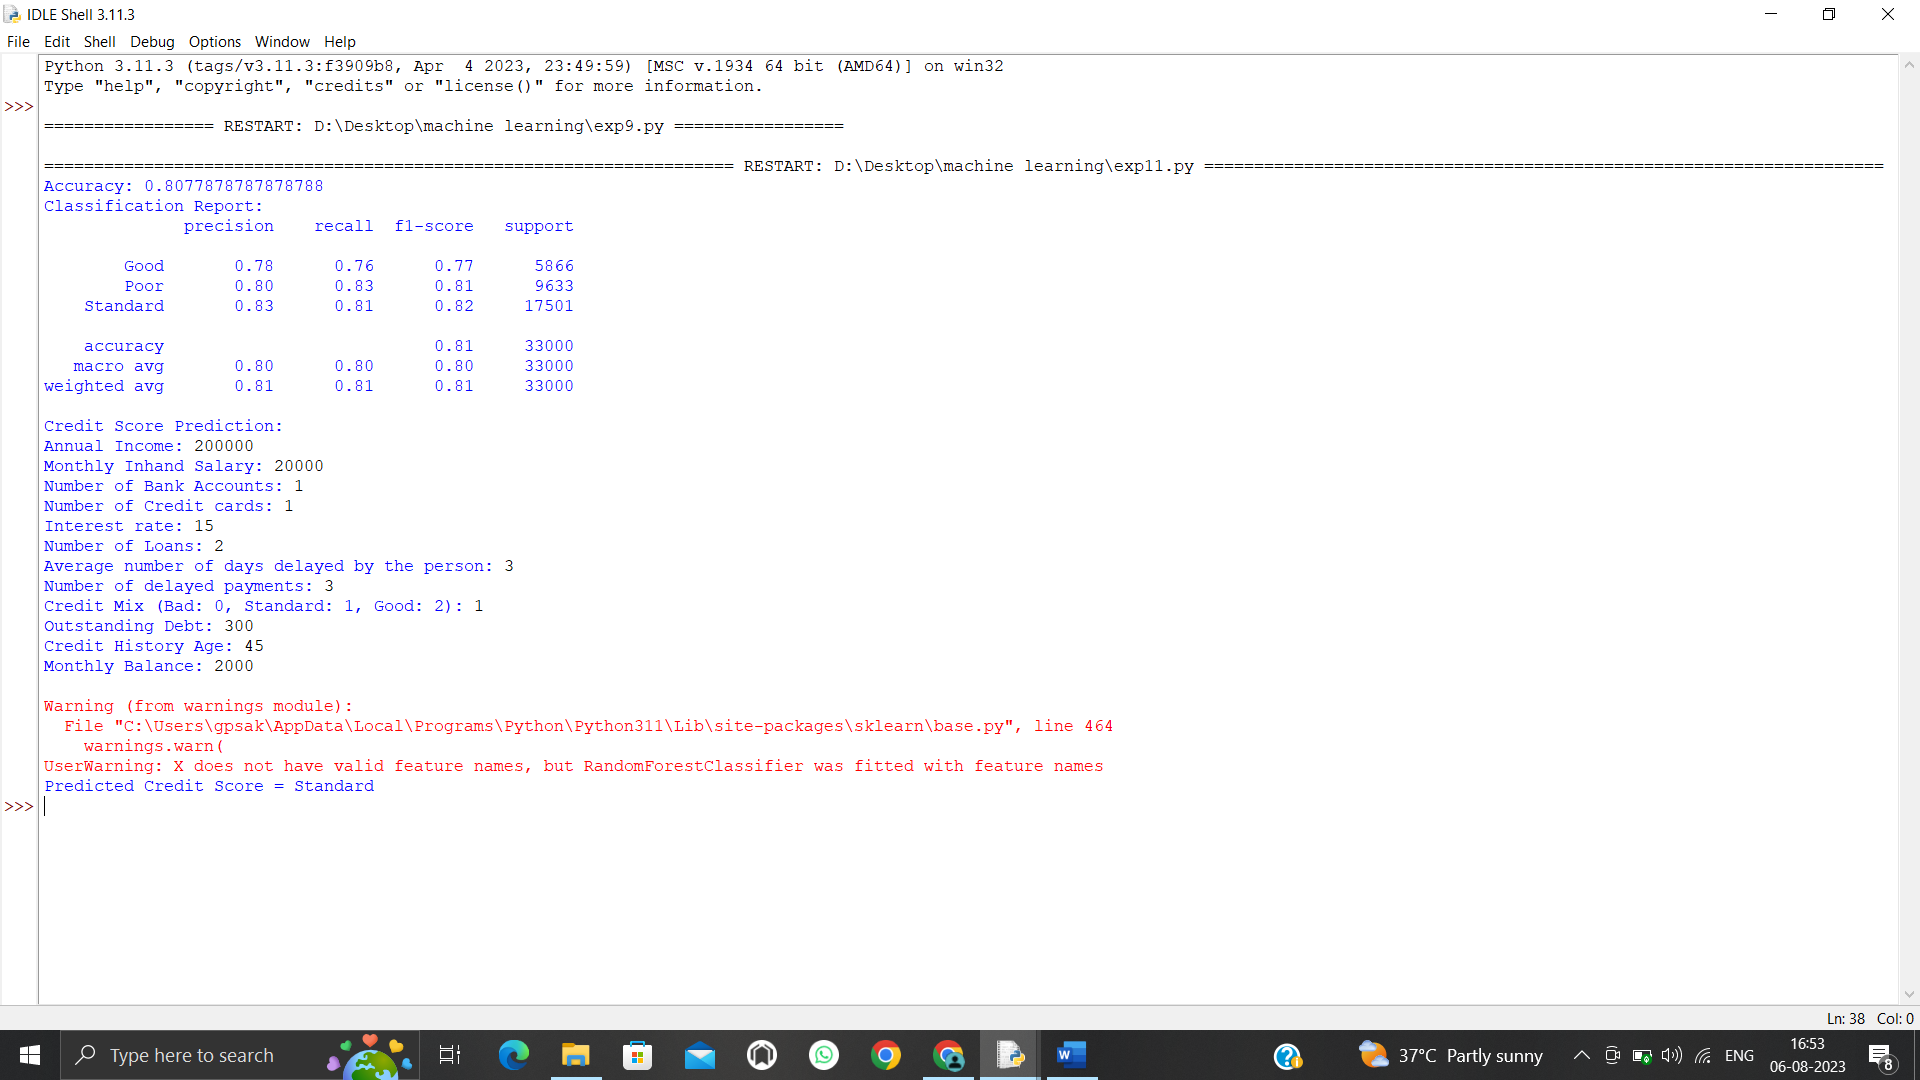 IDLE Shell 3.11.3
File Edit Shell Debug Options Window Help
Python 3.11.3 (tags/v3.11.3:f3909b8, Apr  4 2023, 23:49:59) [MSC v.1934 64 bit (AMD64)] on win32
Type "help", "copyright", "credits" or "license()" for more information.
>>>
================= RESTART: D:\Desktop\machine learning\exp9.py =================
===================================================================== RESTART: D:\Desktop\machine learning\exp11.py ====================================================================
Accuracy: 0.8077878787878788
Classification Report:
              precision    recall  f1-score   support
        Good       0.78      0.76      0.77      5866
        Poor       0.80      0.83      0.81      9633
    Standard       0.83      0.81      0.82     17501
    accuracy                           0.81     33000
   macro avg       0.80      0.80      0.80     33000
weighted avg       0.81      0.81      0.81     33000
Credit Score Prediction:
Annual Income: 200000
Monthly Inhand Salary: 20000
Number of Bank Accounts: 1
Number of Credit cards: 1
Interest rate: 15
Number of Loans: 2
Average number of days delayed by the person: 3
Number of delayed payments: 3
Credit Mix (Bad: 0, Standard: 1, Good: 2): 1
Outstanding Debt: 300
Credit History Age: 45
Monthly Balance: 2000
Warning (from warnings module):
  File "C:\Users\gpsak\AppData\Local\Programs\Python\Python311\Lib\site-packages\sklearn\base.py", line 464
    warnings.warn(
UserWarning: X does not have valid feature names, but RandomForestClassifier was fitted with feature names
Predicted Credit Score = Standard
>>>
Ln: 38 Col: 0
Type here to search
W
37°C Partly sunny
ENG
16:53
06-08-2023
8